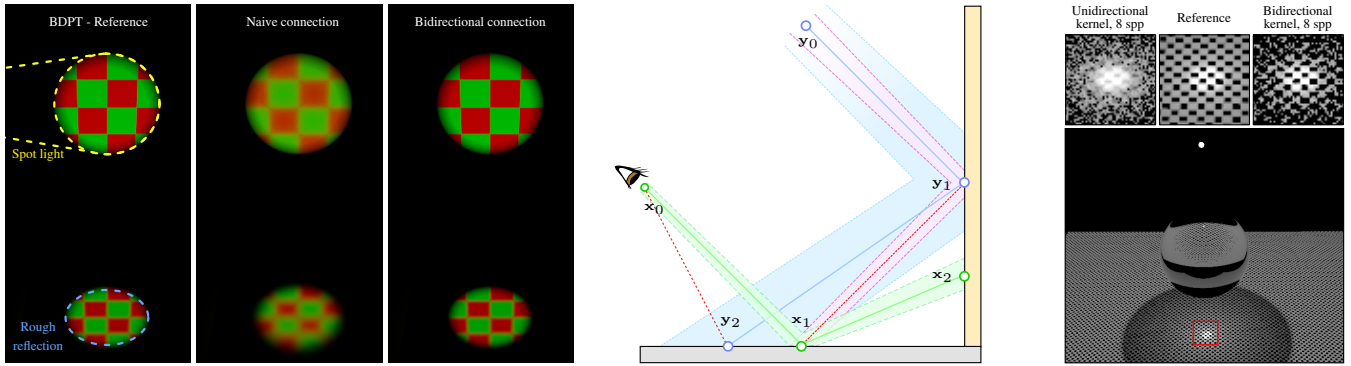 BDPT - Reference
Spot light
Rough
reflection
Naive connection
Bidirectional connection
y0
x0
y1
x2
y2
x1
Unidirectional
kernel, 8 spp
Reference
Bidirectional
kernel, 8 spp